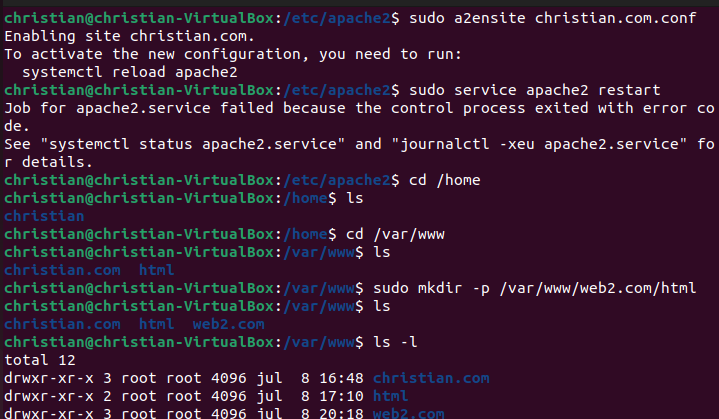 christian@christian-VirtualBox:/etc/apache2$ sudo a2ensite christian.com.conf
Enabling site christian.com.
To activate the new configuration, you need to run:
  systemctl reload apache2
christian@christian-VirtualBox:/etc/apache2$ sudo service apache2 restart
Job for apache2.service failed because the control process exited with error co
de.
See "systemctl status apache2.service" and "journalctl -xeu apache2.service" fo
r details.
christian@christian-VirtualBox:/etc/apache2$ cd /home
christian@christian-VirtualBox:/home$ ls
christian
christian@christian-VirtualBox:/home$ cd /var/www
christian@christian-VirtualBox:/var/www$ ls
christian.com  html
christian@christian-VirtualBox:/var/www$ sudo mkdir -p /var/www/web2.com/html
christian@christian-VirtualBox:/var/www$ ls
christian.com  html  web2.com
christian@christian-VirtualBox:/var/www$ ls -l
total 12
drwxr-xr-x 3 root root 4096 jul  8 16:48 christian.com
drwxr-xr-x 2 root root 4096 jul  8 17:10 html
drwxr-xr-x 3 root root 4096 jul  8 20:18 web2.com